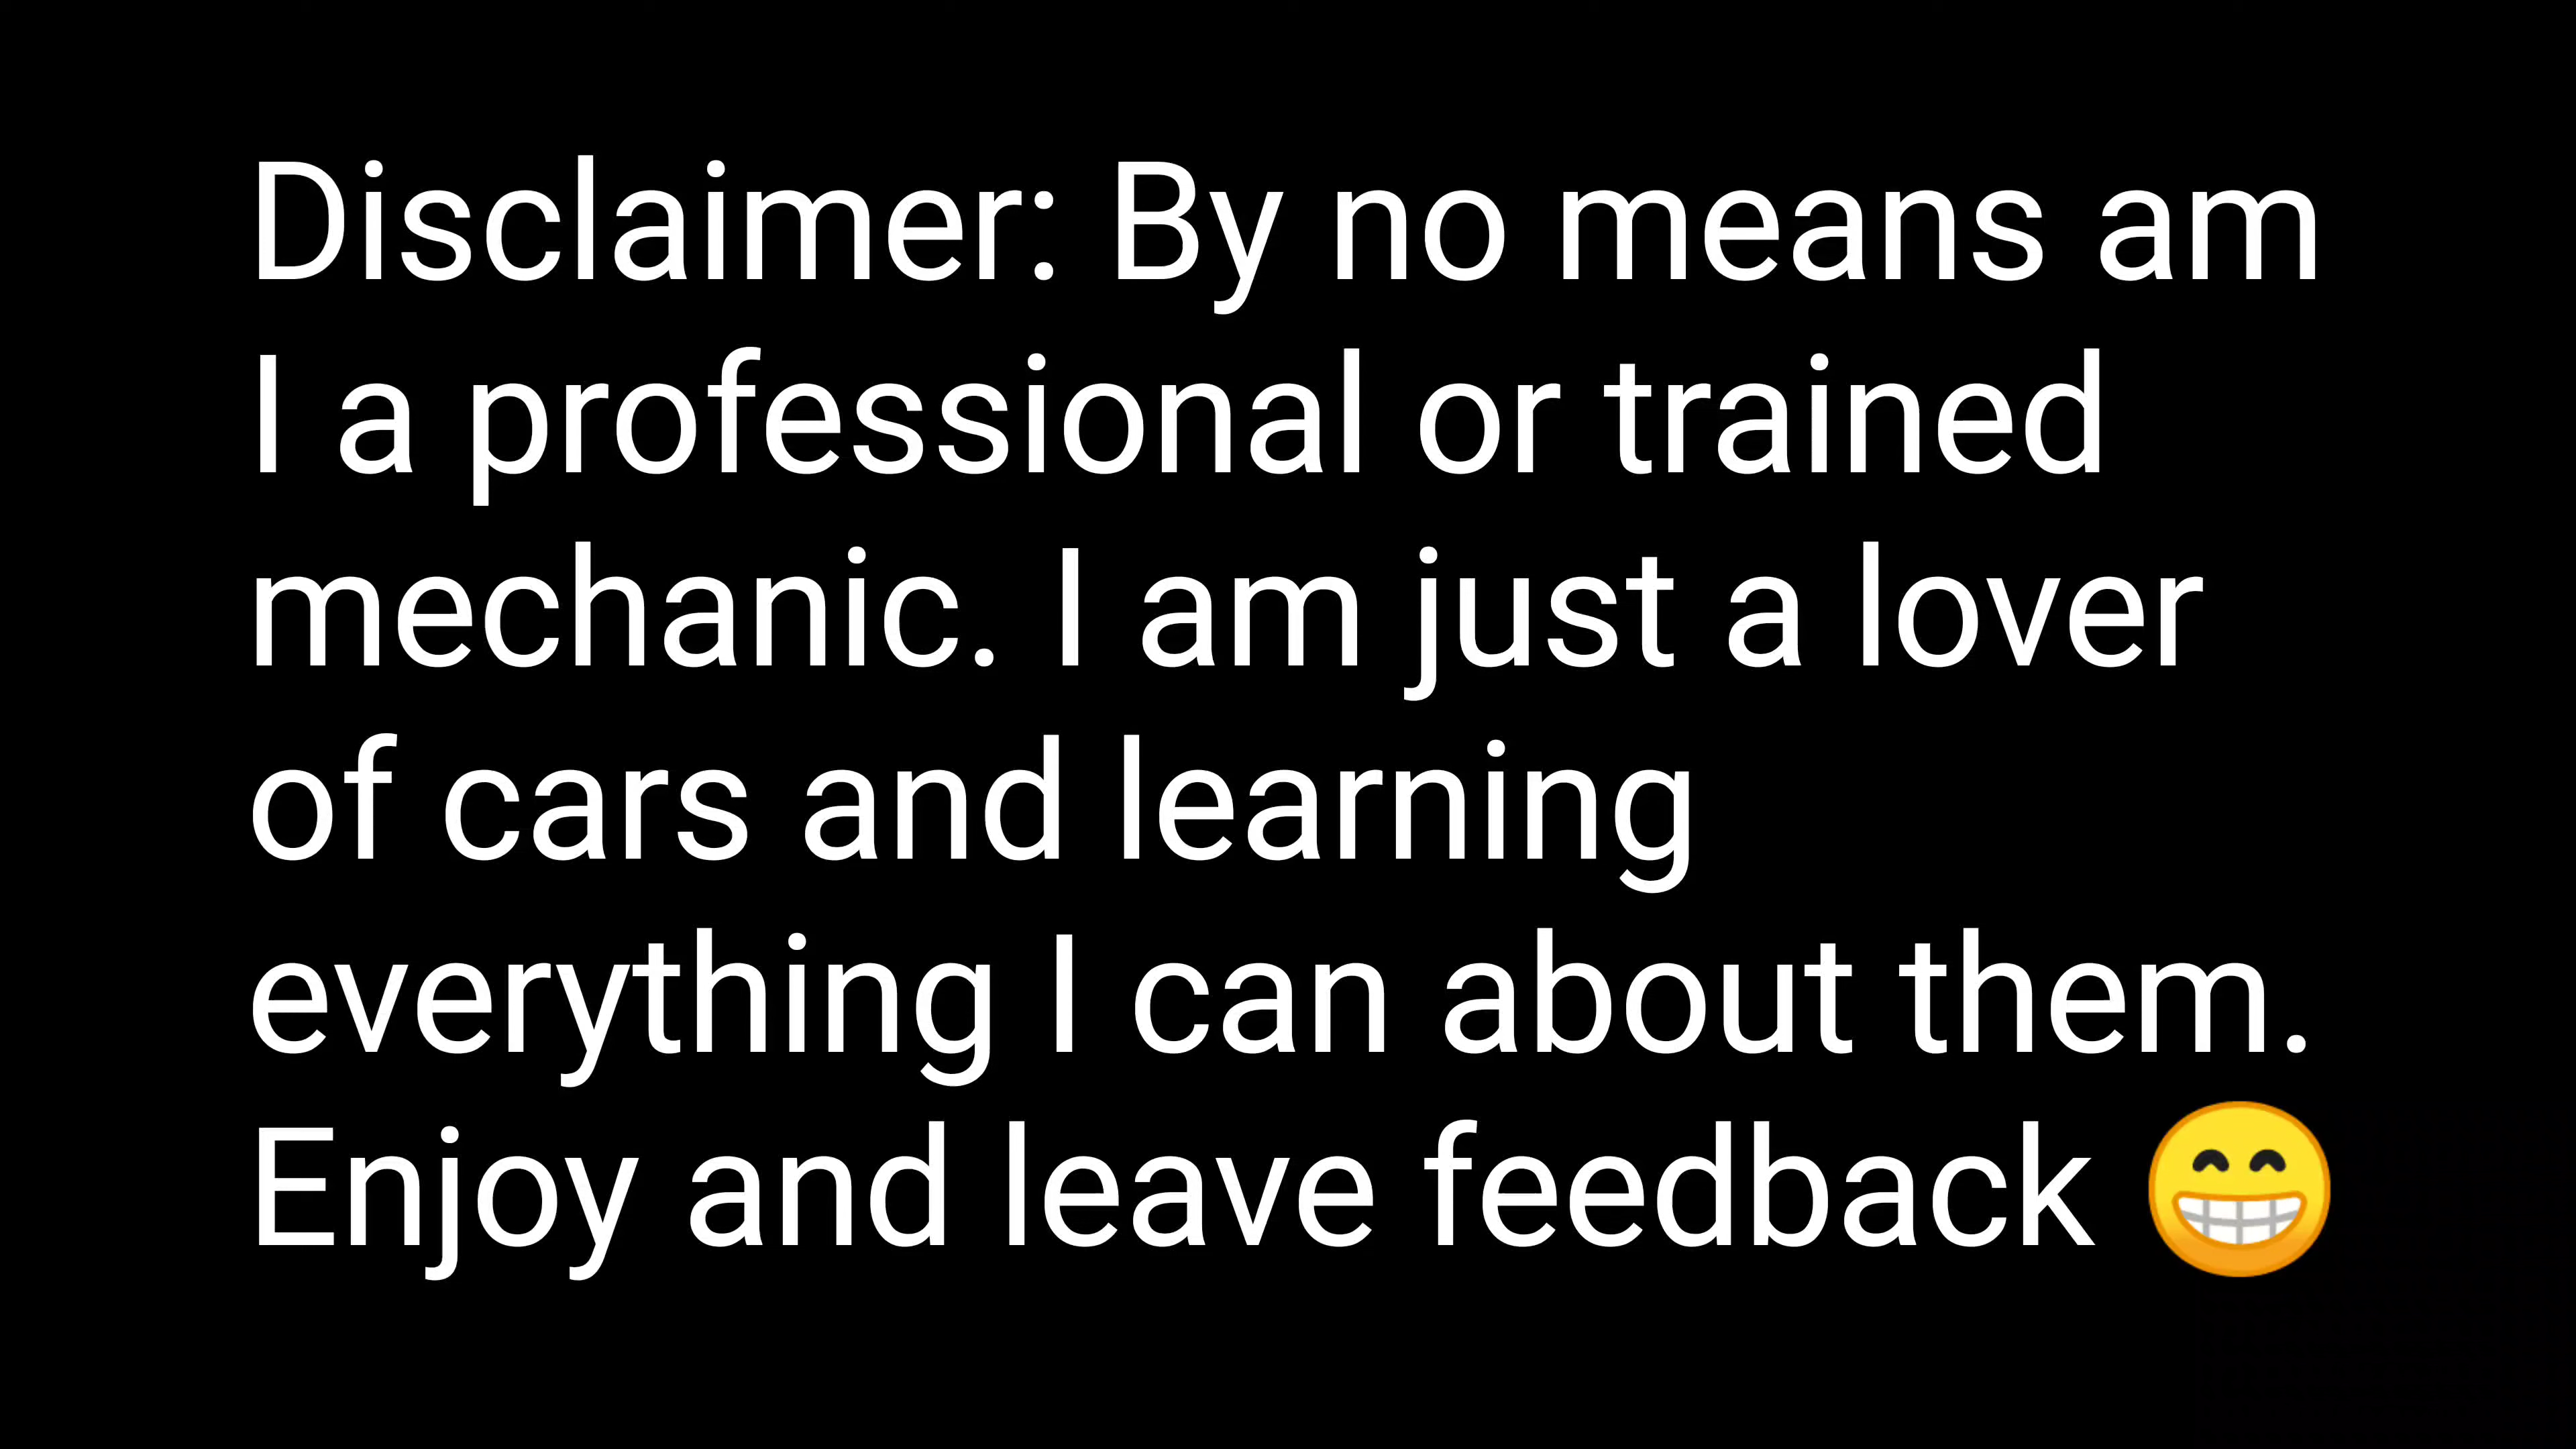 Disclaimer: By no means am
I a professional or trained
mechanic. I am just a lover
of cars and learning
everything I can about them.
Enjoy and leave feedback 😁